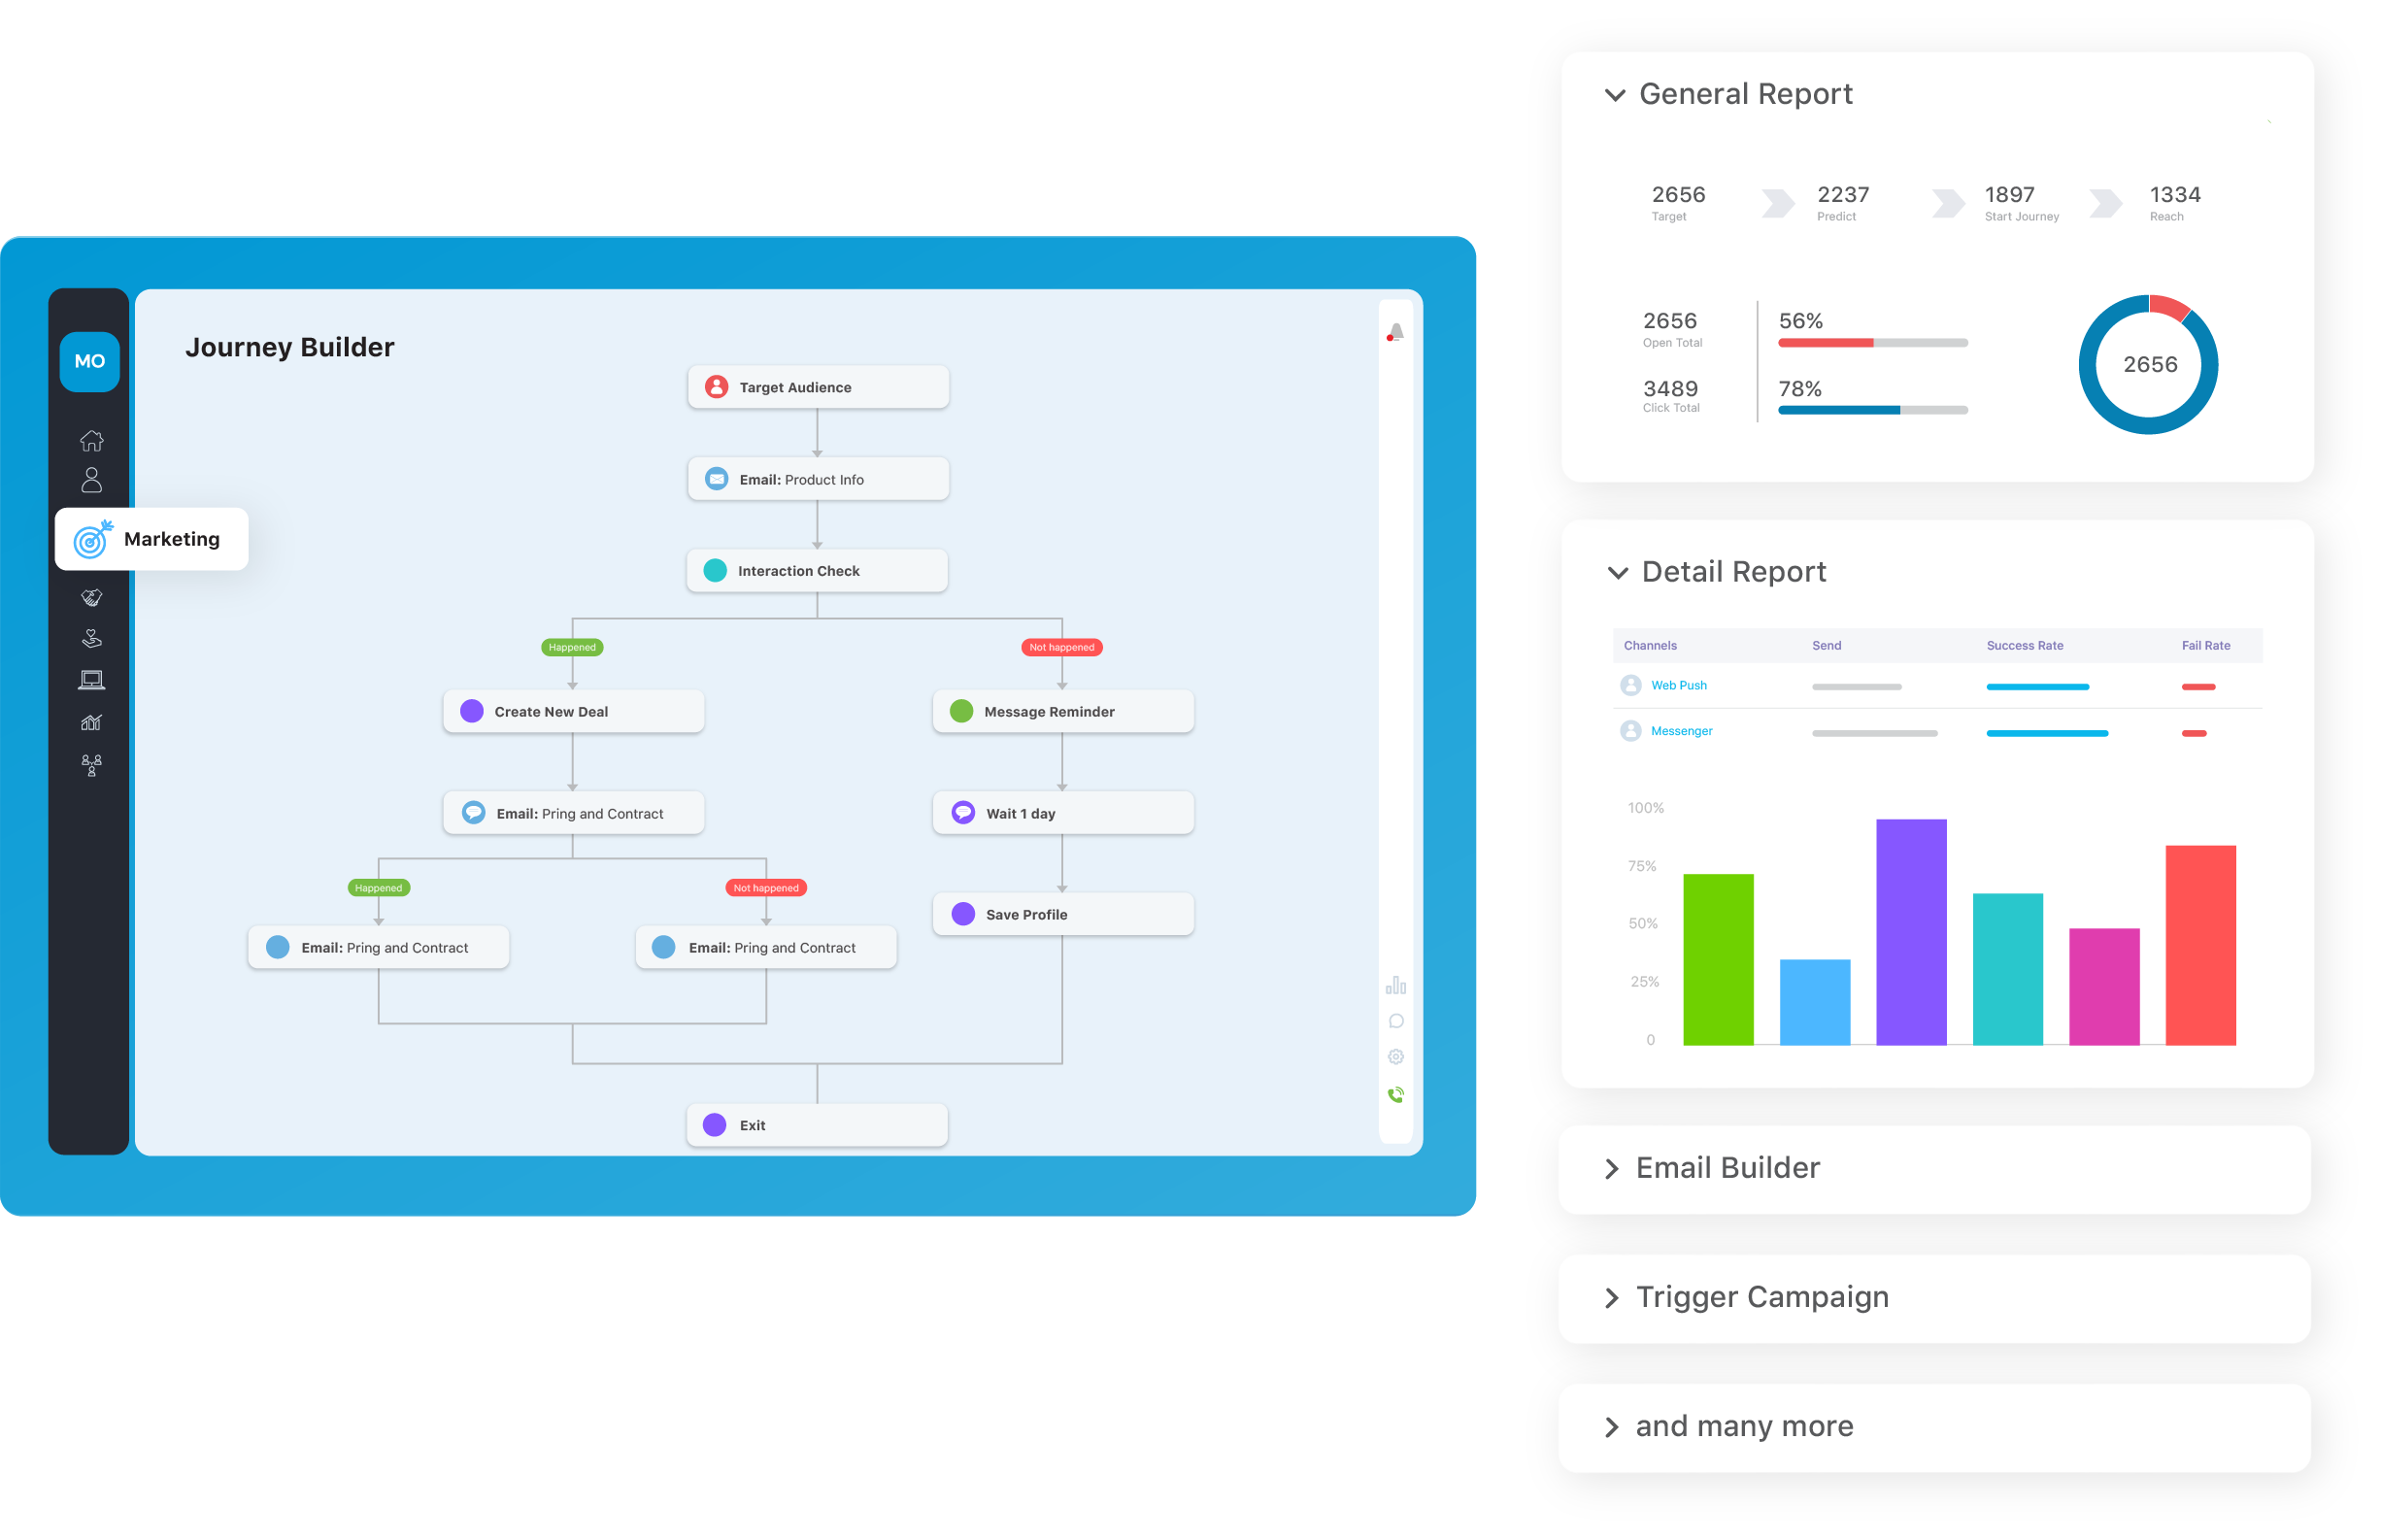 MO
Marketing
Journey Builder
Target Audience
Email: Product Info
Interaction Check
Happened
Not happened
Create New Deal
Message Reminder
Email: Pring and Contract
Wait 1 day
Happened
Not happened
Save Profile
Email: Pring and Contract
Email: Pring and Contract
Exit
General Report
2656
Target
2237
Predict
1897
Start Journey
1334
Reach
2656
Open Total
56%
3489
Click Total
78%
2656
Detail Report
Channels Send Success Rate Fail Rate
Web Push
Messenger
100%
75%
50%
25%
0
Email Builder
Trigger Campaign
and many more